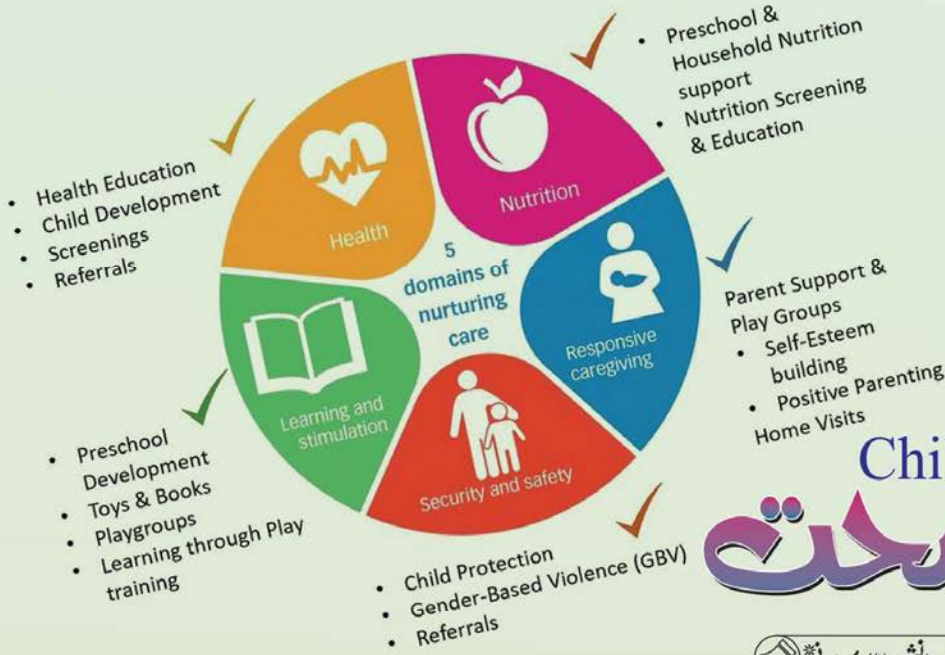 • Preschool &
Household Nutrition
support
• Nutrition Screening
& Education
• Health Education
• Child Development
• Screenings
• Referrals
Health
Nutrition
5
domains of
nurturing
care
Responsive
caregiving
Learning and
stimulation
Security and safety
Parent Support &
Play Groups
• Self-Esteem
building
• Positive Parenting
Home Visits
• Preschool
Development
• Toys & Books
• Playgroups
• Learning through Play
training
• Child Protection
• Gender-Based Violence (GBV)
• Referrals
Chi